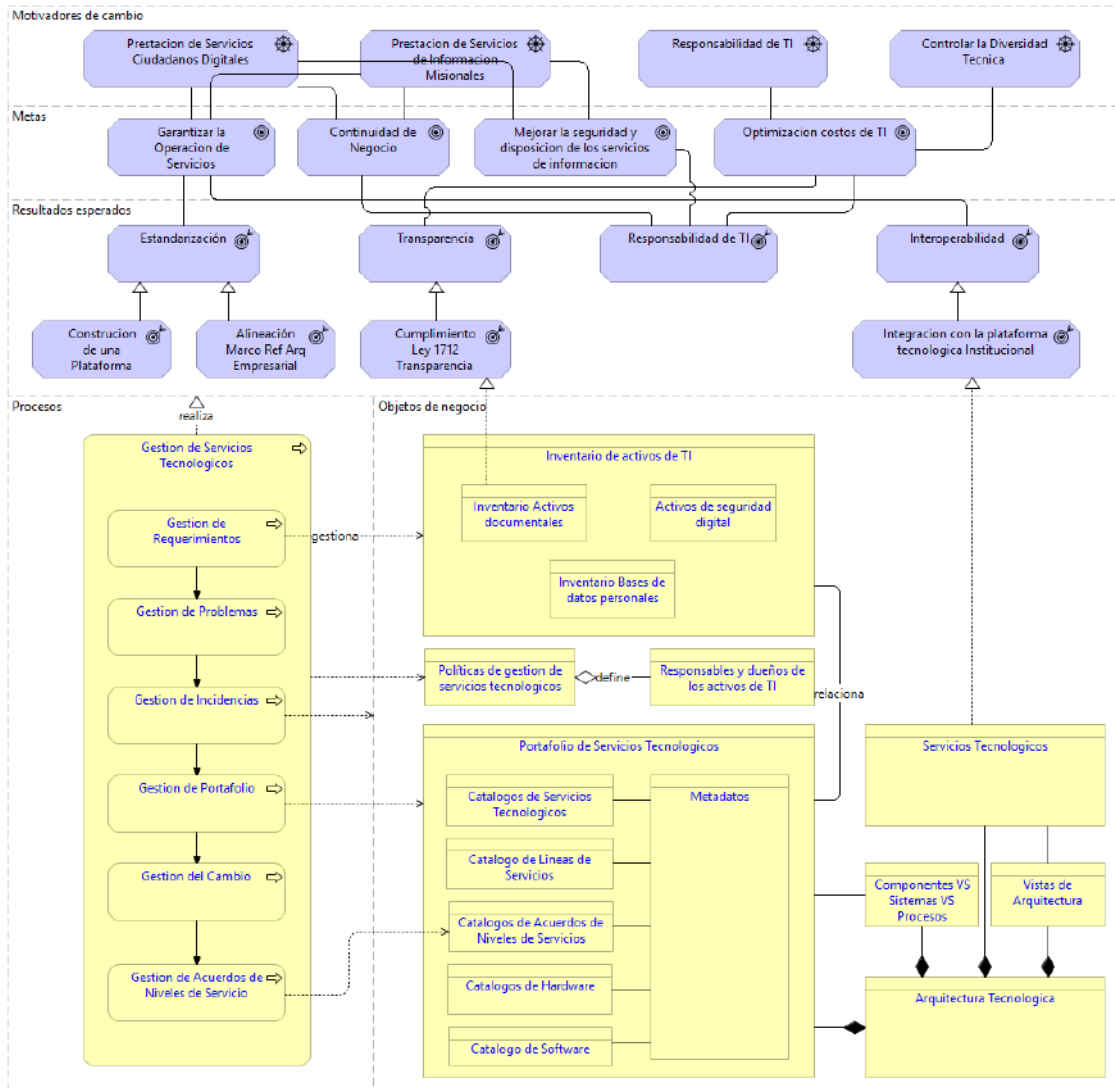 Motivadores de cambio
Prestacion de Servicios
Ciudadanos Digitales
Prestacion de Servicios
de Informacion
Misionales
Responsabilidad de TI
Controlar la Diversidad
Tecnica
Metas
Garantizar la
Operacion de
Servicios
Continuidad de
Negocio
Mejorar la seguridad y
disposicion de los servicios
de informacion
Optimizacion costos de TI
Resultados esperados
Estandarización
Transparencia
Responsabilidad de TI
Interoperabilidad
Construcion
de una
Plataforma
Alineación
Marco Ref Arq
Empresarial
Cumplimiento
Ley 1712
Transparencia
Integracion con la plataforma
tecnologica Institucional
Procesos
realiza
Gestion de Servicios
Tecnologicos
Gestion de
Requerimientos
gestiona
Gestion de Problemas
Gestion de Incidencias
Gestion de Portafolio
Gestion del Cambio
Gestion de Acuerdos de
Niveles de Servicio
Objetos de negocio
Inventario de activos de TI
Inventario Activos
documentales
Activos de seguridad
digital
Inventario Bases de
datos personales
Políticas de gestion de
servicios tecnologicos
define
Responsables y dueños de
los activos de TI
relaciona
Portafolio de Servicios Tecnologicos
Catalogos de Servicios
Tecnologicos
Metadatos
Catalogo de Lineas de
Servicios
Catalogos de Acuerdos de
Niveles de Servicios
Catalogos de Hardware
Catalogo de Software
Servicios Tecnologicos
Componentes VS
Sistemas VS
Procesos
Vistas de
Arquitectura
Arquitectura Tecnologica